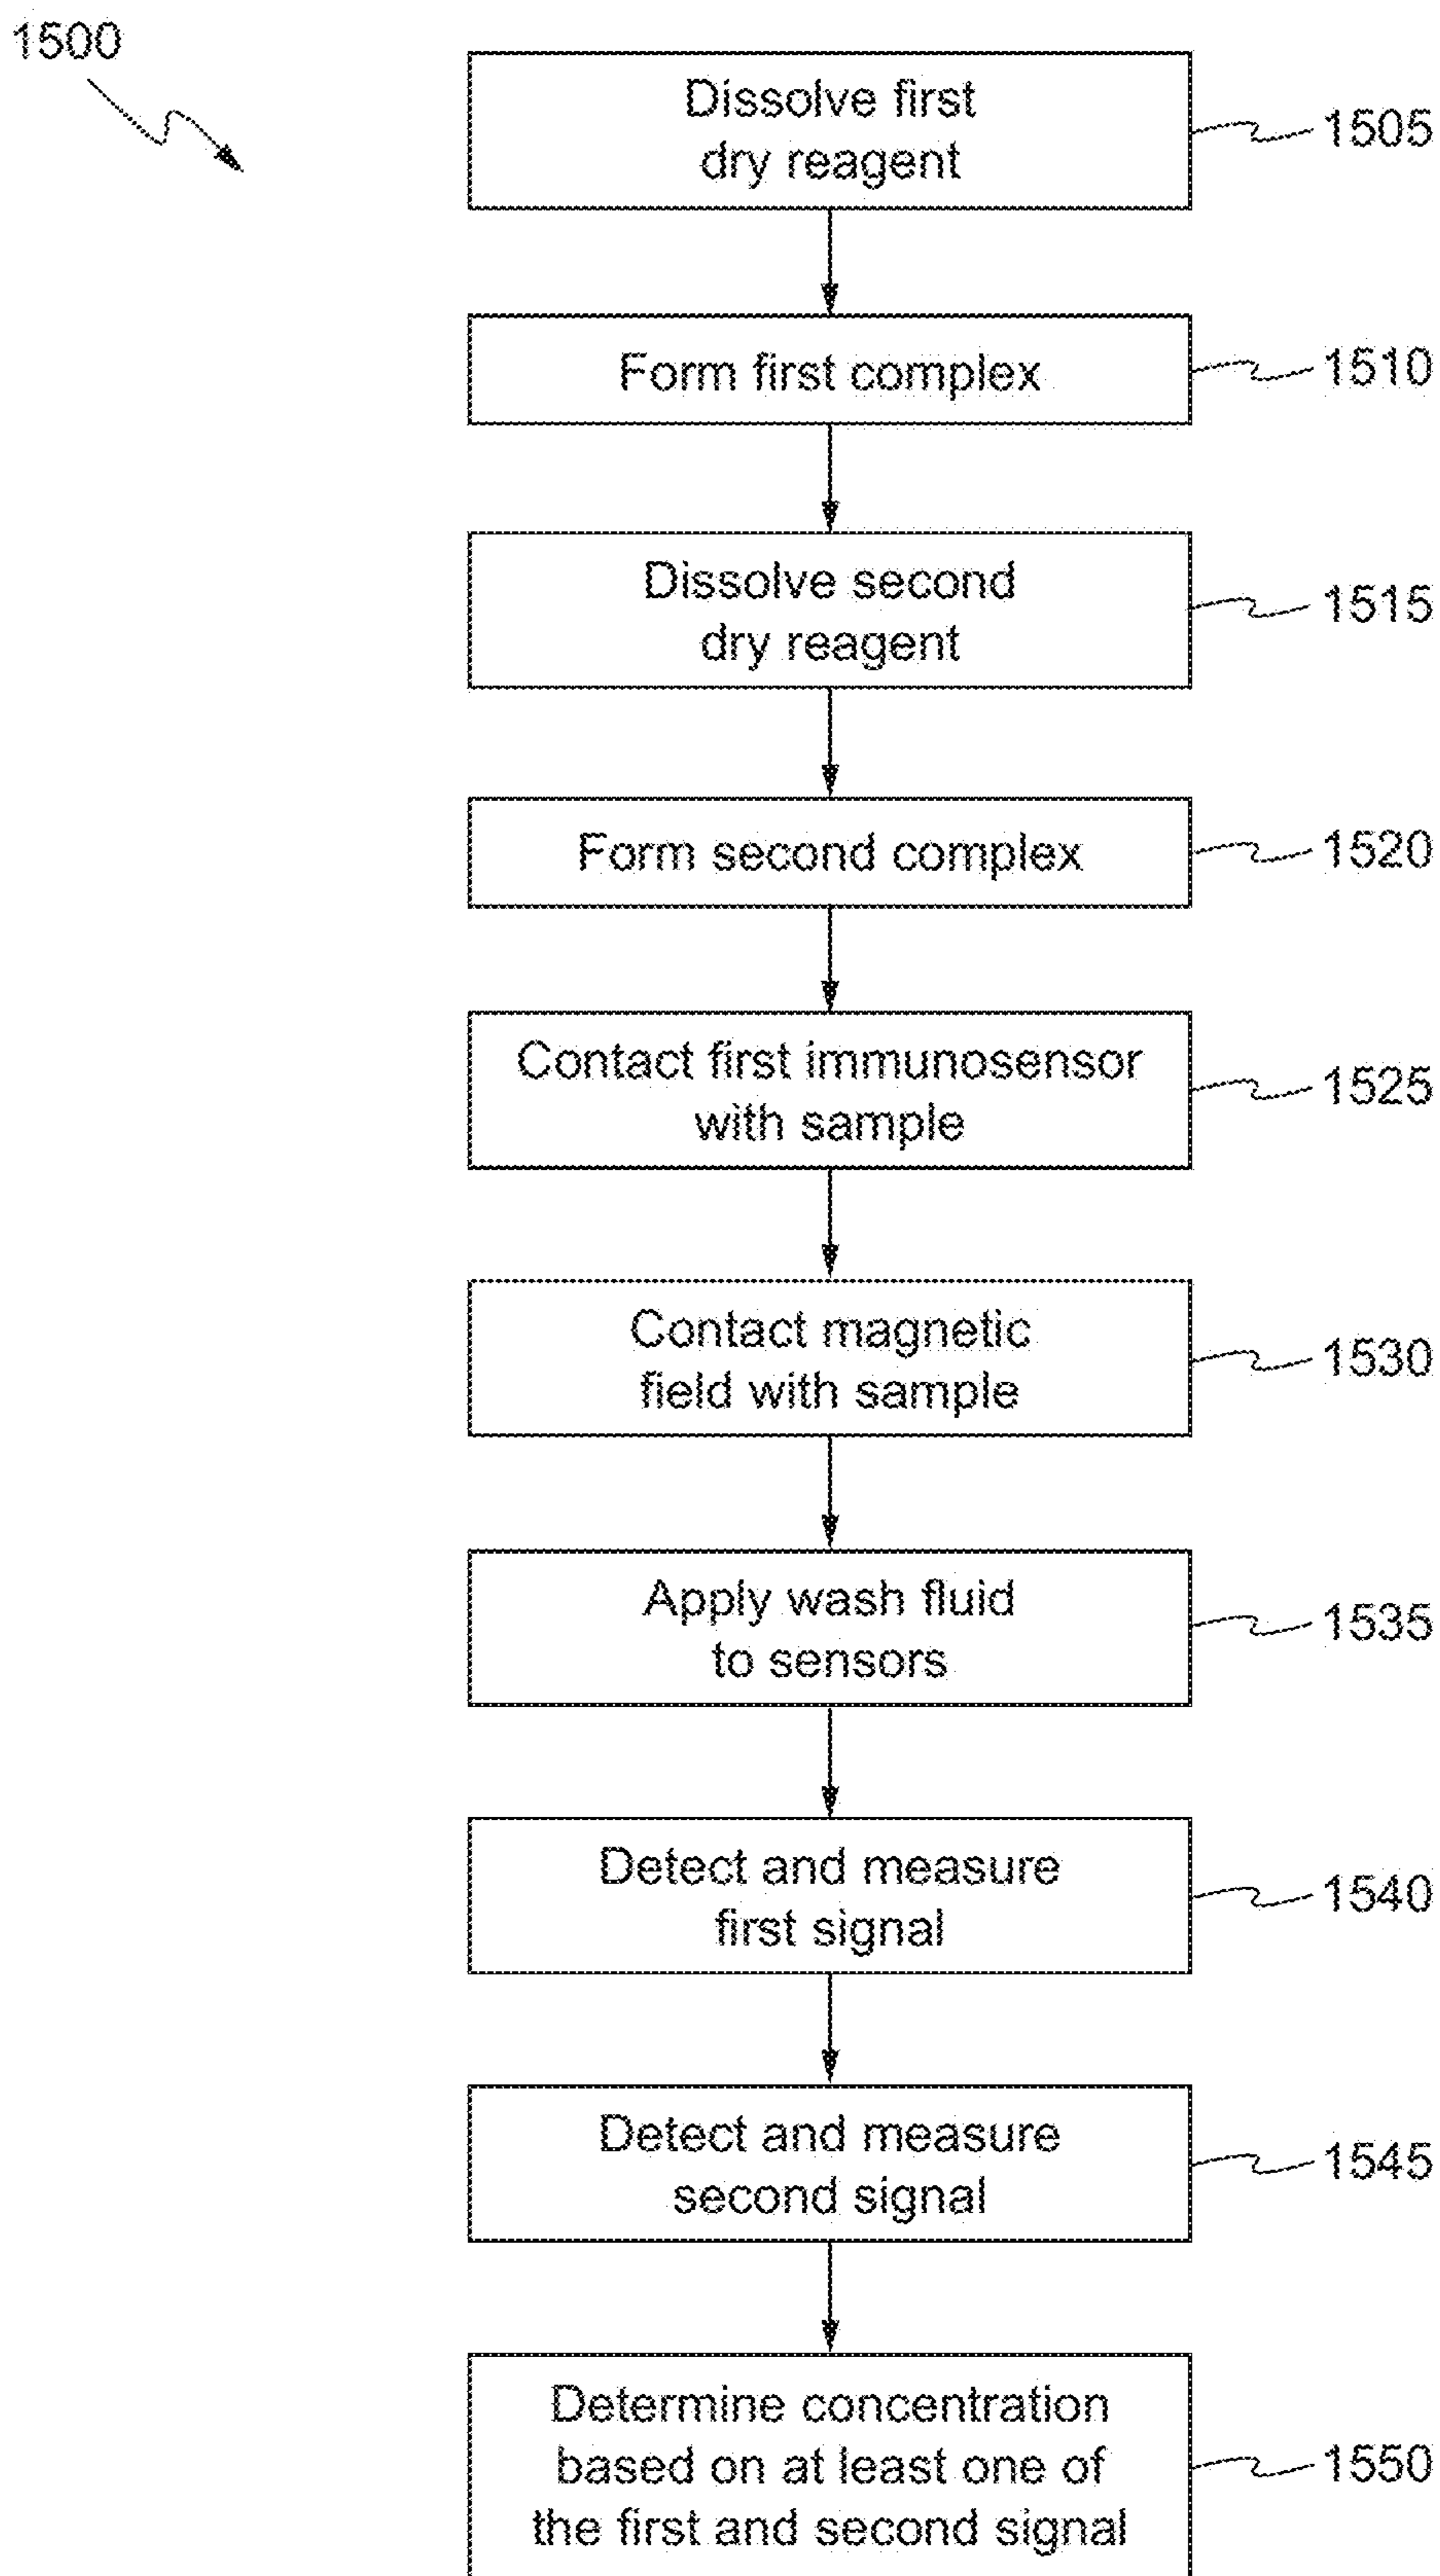 1500
Dissolve first
dry reagent
1505
Form first complex
1510
Dissolve second
dry reagent
1515
Form second complex
1520
Contact first immunosensor
with sample
1525
Contact magnetic
field with sample
1530
Apply wash fluid
to sensors
1535
Detect and measure
first signal
1540
Detect and measure
second signal
1545
Determine concentration
based on at least one of
the first and second signal
1550